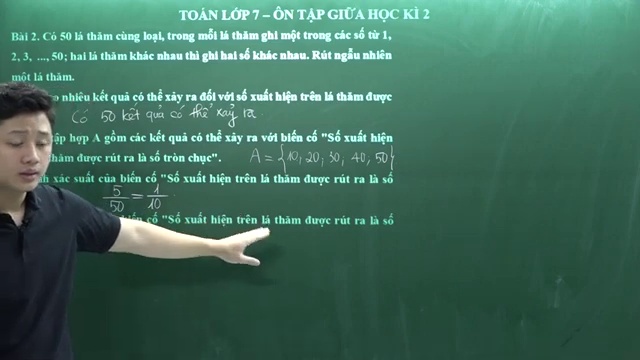 TOÁN LỚP 7 – ÔN TẬP GIỮA HỌC KÌ 2
Bài 2. Có 50 lá thăm cùng loại, trong mỗi lá thăm ghi một trong các số từ 1,
2, 3, ..., 50; hai lá thăm khác nhau thì ghi hai số khác nhau. Rút ngẫu nhiên
một lá thăm.
nhiêu kết quả có thể xảy ra đối với số xuất hiện trên lá thăm được
Có 50 kết quả có thể xảy ra.
tập hợp A gồm các kết quả có thể xảy ra với biến cố "Số xuất hiện
thăm được rút ra là số tròn chục". A = {10, 20, 30, 40, 50}
xác suất của biến cố "Số xuất hiện trên lá thăm được rút ra là số
5/50 = 1/10
biến cố "Số xuất hiện trên lá thăm được rút ra là số